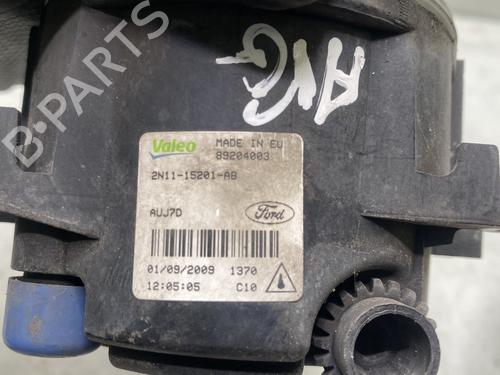 B-PARTS
AVG
Valeo
MADE IN EU
89204003
2N11-15201-AB
AUJ7D
Ford
01/09/2009 1370
12:05:05 C10